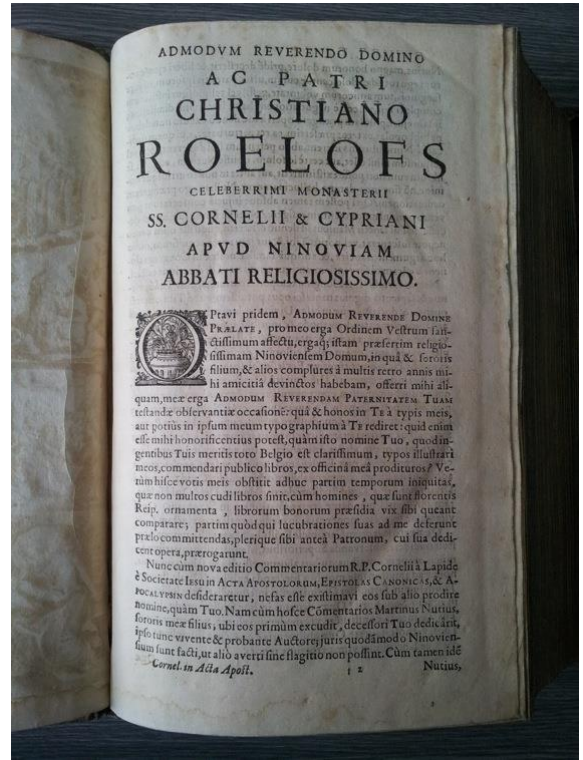 ADMODVM REVERENDO DOMINO
AC PATRI
CHRISTIANO
ROELOFS
CELEBERRIMI MONASTERII
SS. CORNELII & CYPRIANI
APVD NINOVIAM
ABBATI RELIGIOSISSIMO.
OPtavi pridem, ADMODUM REVERENDE DOMINE
PRÆLATE, pro meo erga Ordinem Vestrum san-
ctissimum affectu, ergaq; istam præsertim religio-
sissimam Ninoviensem Domum, in quâ & sororis
filium, & alios complures à multis retro annis mi-
hi amicitiâ devinctos habebam, offerri mihi ali-
quam, meæ erga ADMODUM REVERENDAM PATERNITATEM TUAM
testandæ observantiæ occasionē: quâ & honos in TE à typis meis,
aut potiùs in ipsum meum typographium à TE rediret: quid enim
esse mihi honorificentius potest, quàm isto nomine Tuo, quod in-
gentibus Tuis meritis toto Belgio est clarissimum, typos illustrari
meos, commendari publico libros, ex officinâ meâ prodituros? Ve-
rùm hisce votis meis obstitit adhuc partim temporum iniquitas,
quæ non multos cudi libros sinit, cùm homines, quæ sunt florentis
Reip. ornamenta, librorum bonorum præsidia vix sibi queant
comparare; partim quòd qui lucubrationes suas ad me deferunt
prælo committendas, plerique sibi anteà Patronum, cui sua dedi-
cent opera, prærogarunt.
Nunc cùm nova editio Commentariorum R.P. Cornelii à Lapide
è Societate IESU in ACTA APOSTOLORUM, EPISTOLAS CANONICAS, & A-
POCALYPSIN desideraretur, nefas esse existimavi eos sub alio prodire
nomine, quàm Tuo. Nam cùm hosce Cōmentarios Martinus Nutius,
sororis meæ filius, ubi eos primùm excudit, decessori Tuo dedicârit,
ipso tunc vivente & probante Auctore; juris quodāmodo Ninovien-
sium sunt facti, ut aliò averti sine flagitio non possint. Cùm tamen idē
Cornel. in Acta Apost. ‡ 2 Nutius,